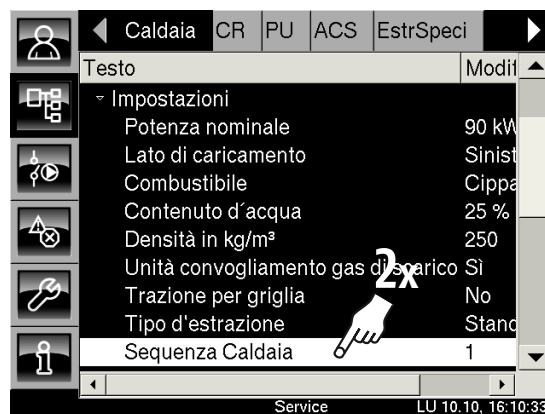 Caldaia CR PU ACS EstrSpeci
Testo Modif
Impostazioni
Potenza nominale 90 kW
Lato di caricamento Sinist
Combustibile Cippa
Contenuto d´acqua 25 %
Densità in kg/m³ 250
Unità convogliamento gas di scarico Sì
2x
Trazione per griglia No
Tipo d'estrazione Stand
Sequenza Caldaia 1
Service LU 10.10, 16:10:33